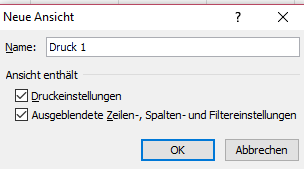 Neue Ansicht
Name: Druck 1
Ansicht enthält
Druckeinstellungen
Ausgeblendete Zeilen-, Spalten- und Filtereinstellungen
OK Abbrechen